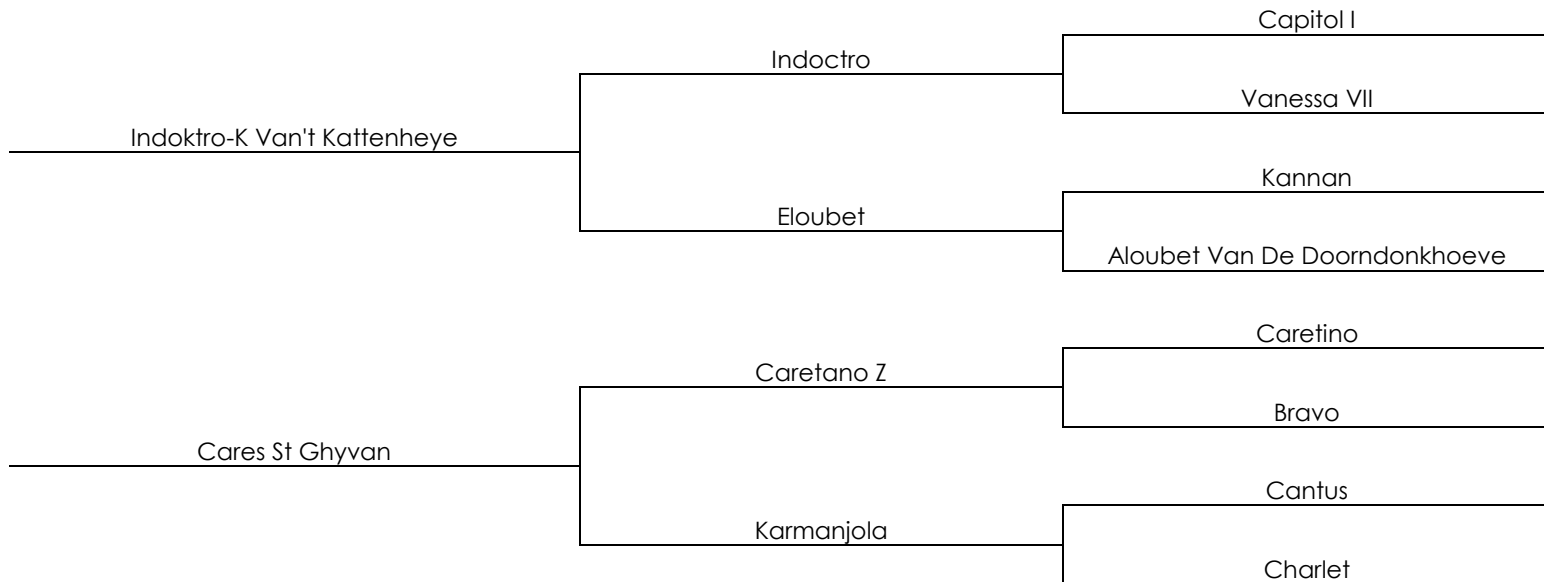 Capitol I
Indoctro
Vanessa VII
Indoktro-K Van't Kattenheye
Kannan
Eloubet
Aloubet Van De Doorndonkhoeve
Caretino
Caretano Z
Bravo
Cares St Ghyvan
Cantus
Karmanjola
Charlet